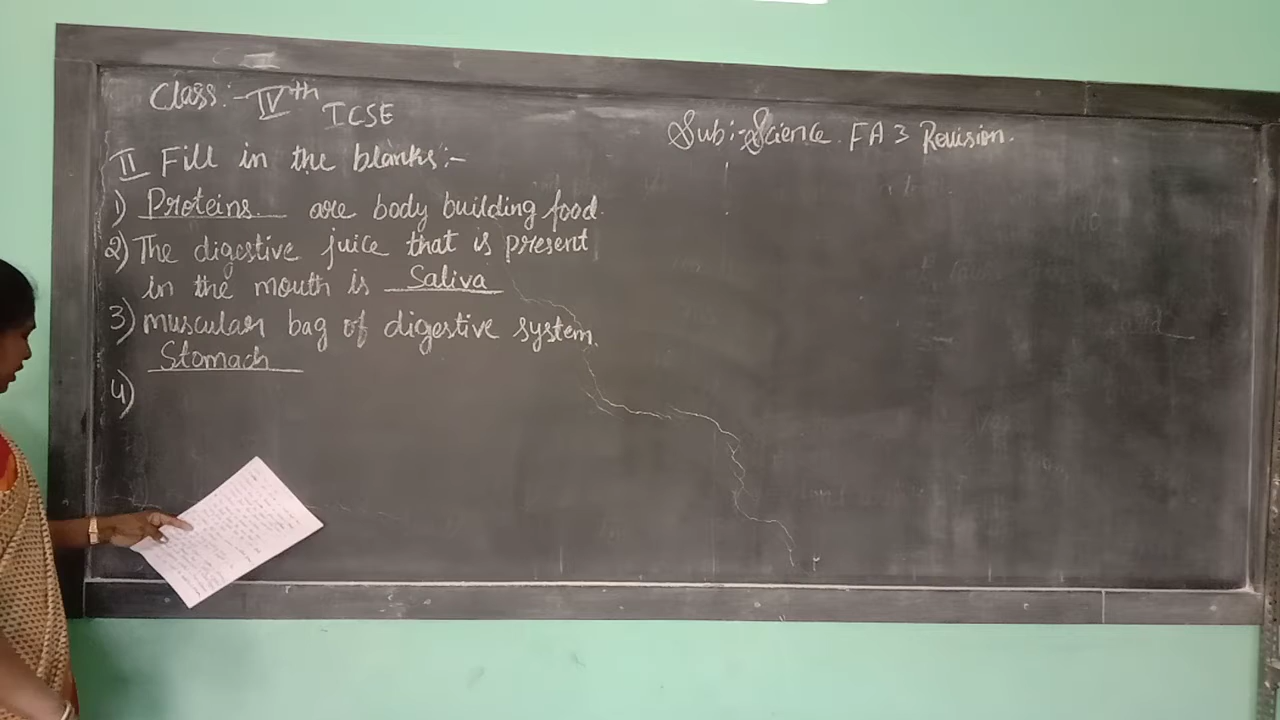 Class:- IVth ICSE
Sub:- Science FA 3 Revision.
II Fill in the blanks:-
1) Proteins are body building food.
2) The digestive juice that is present
in the mouth is Saliva
3) muscular bag of digestive system.
Stomach
4)